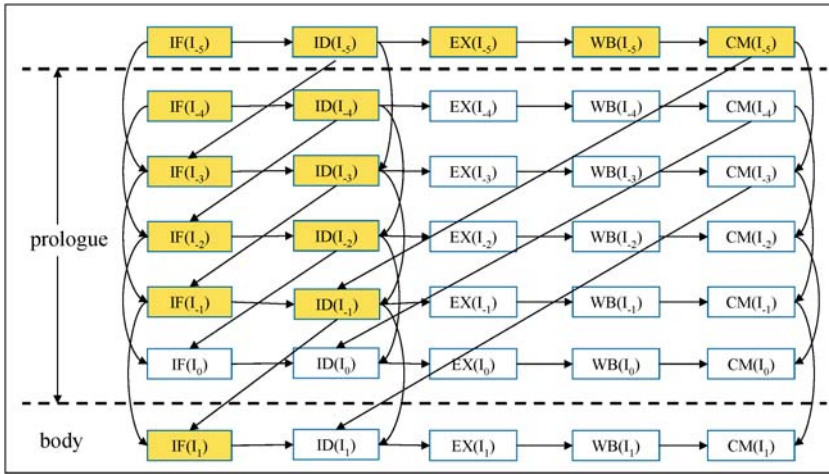 IF(I-5) ID(I-5) EX(I-5) WB(I-5) CM(I-5)
IF(I-4) ID(I-4) EX(I-4) WB(I-4) CM(I-4)
IF(I-3) ID(I-3) EX(I-3) WB(I-3) CM(I-3)
prologue
IF(I-2) ID(I-2) EX(I-2) WB(I-2) CM(I-2)
IF(I-1) ID(I-1) EX(I-1) WB(I-1) CM(I-1)
IF(I0) ID(I0) EX(I0) WB(I0) CM(I0)
body
IF(I1) ID(I1) EX(I1) WB(I1) CM(I1)